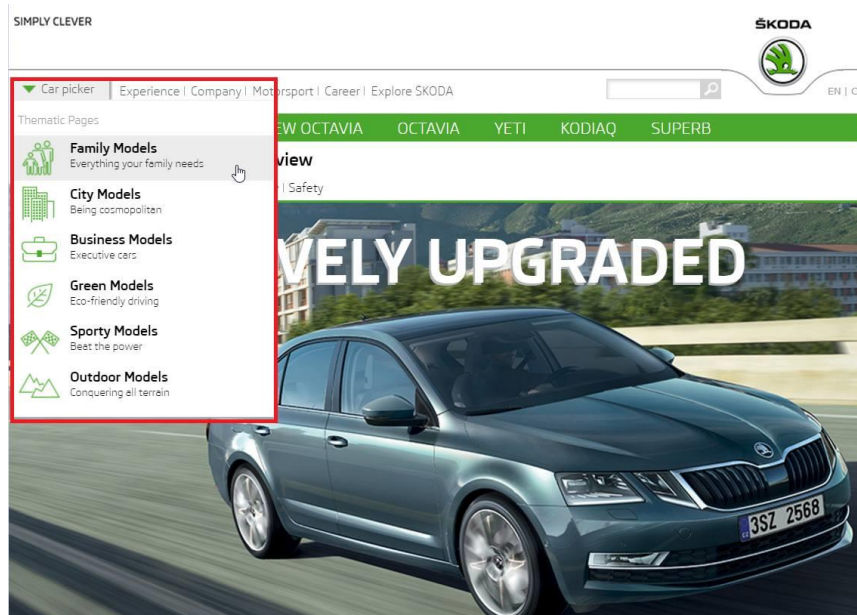 SIMPLY CLEVER
ŠKODA
Car picker
Experience | Company | Motorsport | Career | Explore ŠKODA
EN |
Thematic Pages
EW OCTAVIA OCTAVIA YETI KODIAQ SUPERB
Family Models
Everything your family needs
view
| Safety
City Models
Being cosmopolitan
Business Models
Executive cars
VELY UPGRADED
Green Models
Eco-friendly driving
Sporty Models
Beat the power
Outdoor Models
Conquering all terrain
3SZ 2568